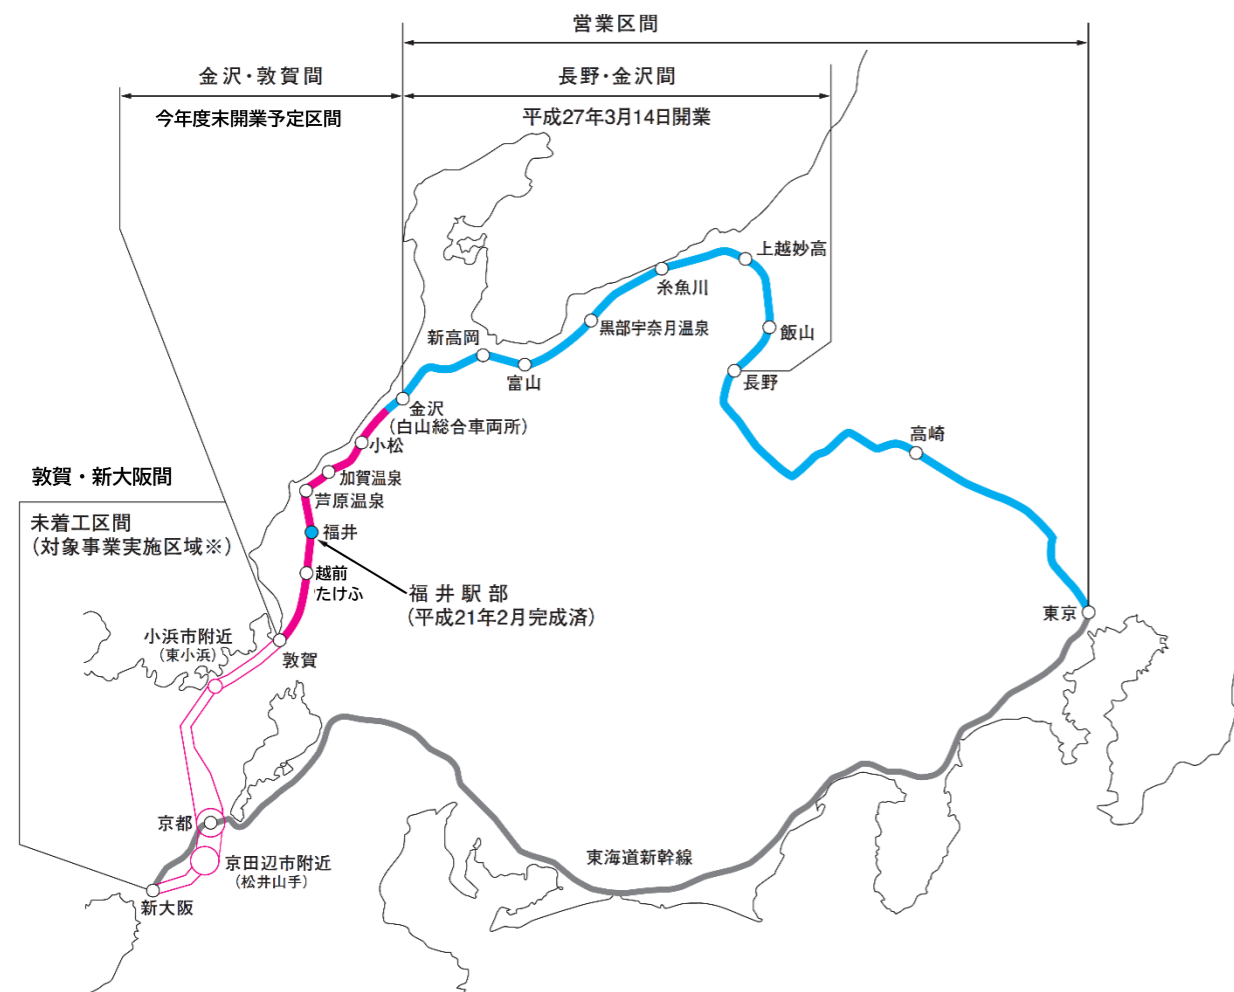 営業区間
金沢・敦賀間
長野・金沢間
今年度末開業予定区間
平成27年3月14日開業
上越妙高
糸魚川
黒部宇奈月温泉
飯山
新高岡
富山
長野
金沢
(白山総合車両所)
高崎
小松
加賀温泉
芦原温泉
敦賀・新大阪間
未着工区間
(対象事業実施区域※)
福井
越前
たけふ
福井駅部
(平成21年2月完成済)
東京
小浜市附近
(東小浜)
敦賀
京都
京田辺市附近
(松井山手)
東海道新幹線
新大阪